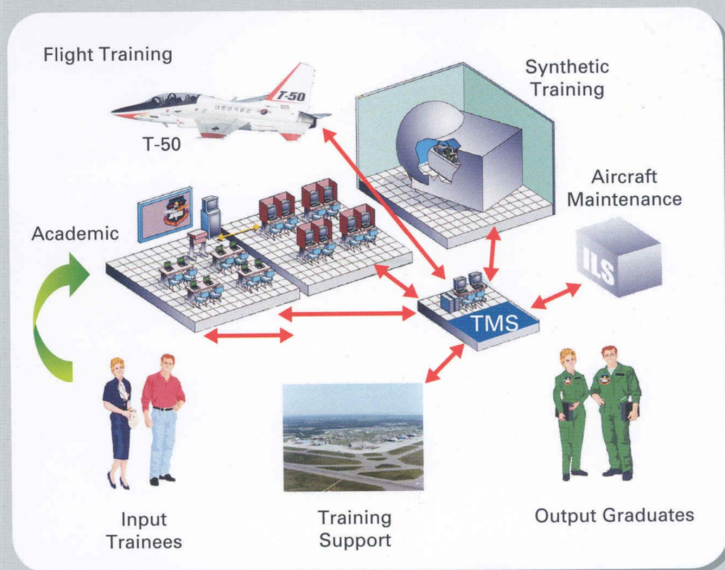 Flight Training
T-50
T-50
Synthetic
Training
Aircraft
Maintenance
Academic
ILS
TMS
Input
Trainees
Training
Support
Output Graduates